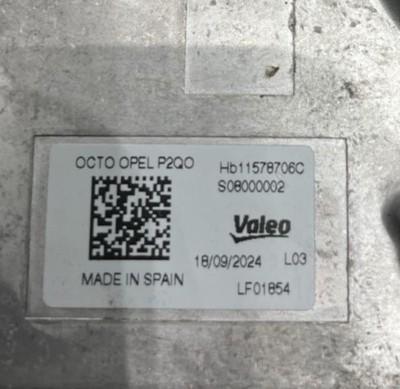 OCTO OPEL P2QO
Hb11578706C
S08000002
Valeo
18/09/2024 L03
MADE IN SPAIN
LF01854